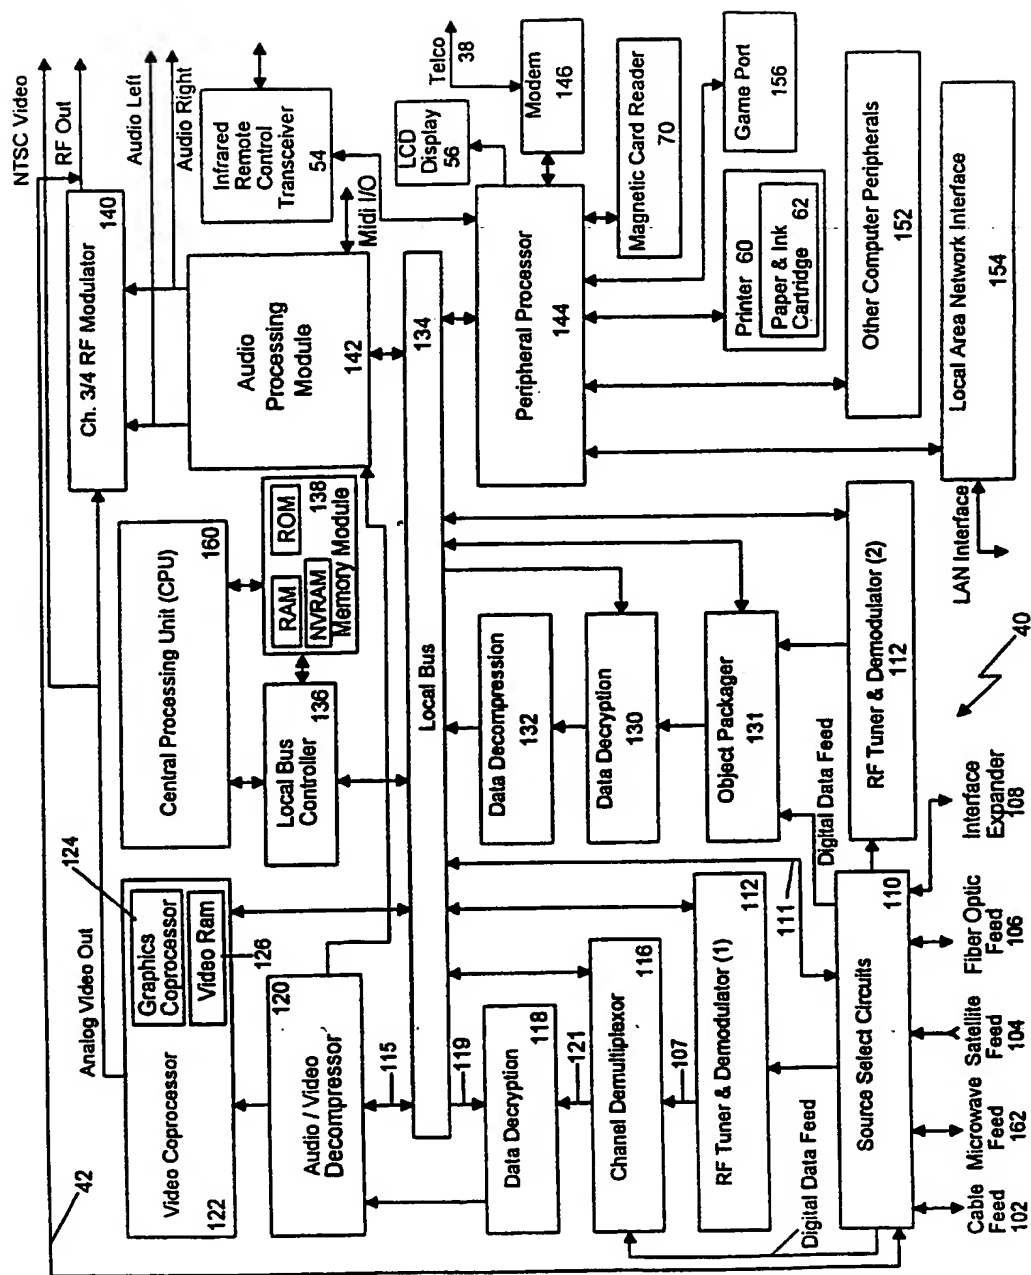 42
NTSC Video
RF Out
Audio Left
Audio Right
Analog Video Out
124
Ch. 3/4 RF Modulator
140
Video Coprocessor
122
Graphics
Coprocessor
Video Ram
126
Central Processing Unit (CPU)
160
Audio
Processing
Module
142
Infrared
Remote
Control
Transceiver
54
Midi I/O
Audio / Video
Decompressor
120
Local Bus
Controller
136
RAM
ROM
NVRAM
138
Memory Module
115
119
Local Bus
134
LCD
Display
56
Telco
38
Modem
146
Peripheral Processor
144
Magnetic Card Reader
70
Game Port
156
Printer 60
Paper & Ink
Cartridge
62
Other Computer Peripherals
152
Local Area Network Interface
154
LAN Interface
Data Decryption
118
121
Chanel Demultiplexor
116
107
RF Tuner & Demodulator (1)
112
Data Decompression
132
Data Decryption
130
Object Packager
131
RF Tuner & Demodulator (2)
112
Digital Data Feed
111
Digital Data Feed
Source Select Circuits
110
Cable
Feed
102
Microwave
Feed
162
Satellite
Feed
104
Fiber Optic
Feed
106
Interface
Expander
108
40